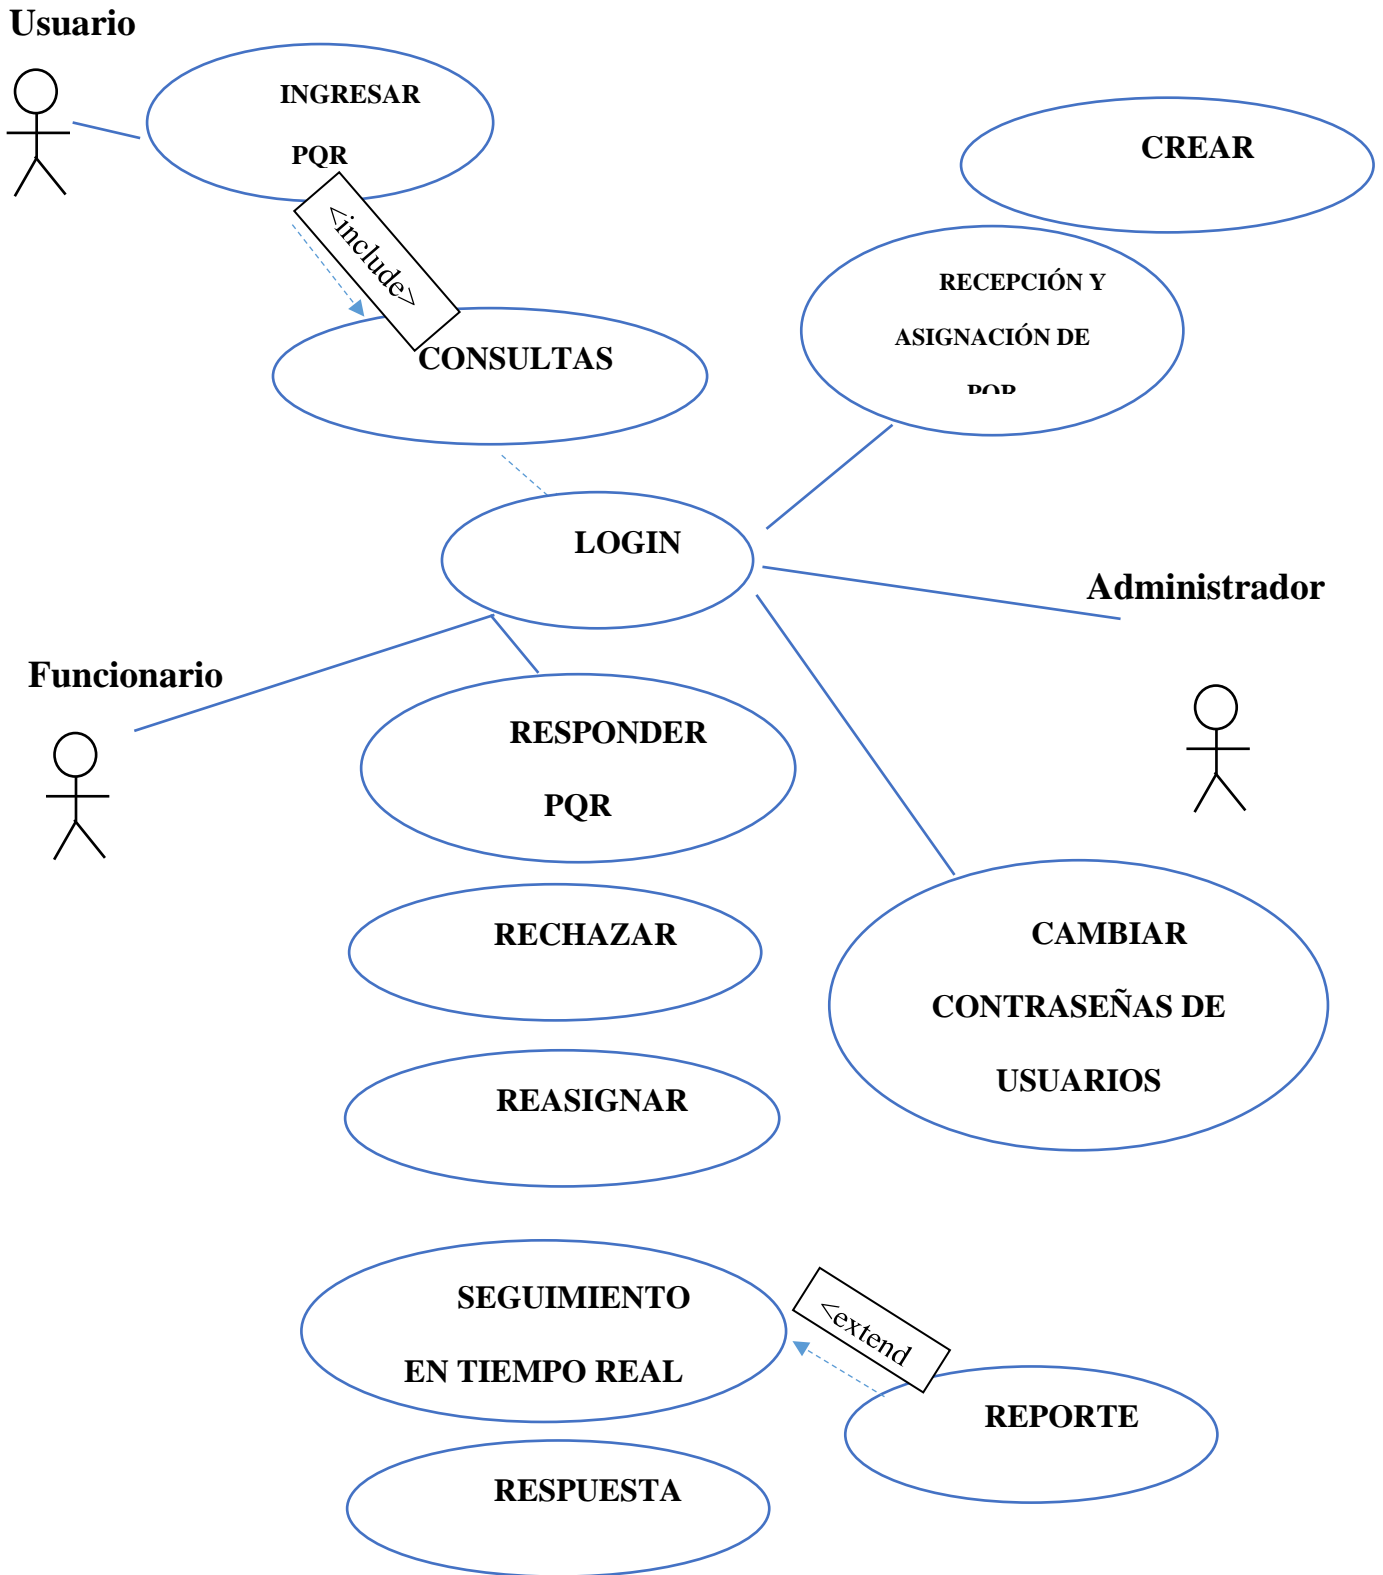 Usuario
INGRESAR
PQR
CREAR
<include>
RECEPCIÓN Y
ASIGNACIÓN DE
PQR
CONSULTAS
LOGIN
Administrador
Funcionario
RESPONDER
PQR
RECHAZAR
CAMBIAR
CONTRASEÑAS DE
USUARIOS
REASIGNAR
SEGUIMIENTO
EN TIEMPO REAL
<extend
REPORTE
RESPUESTA